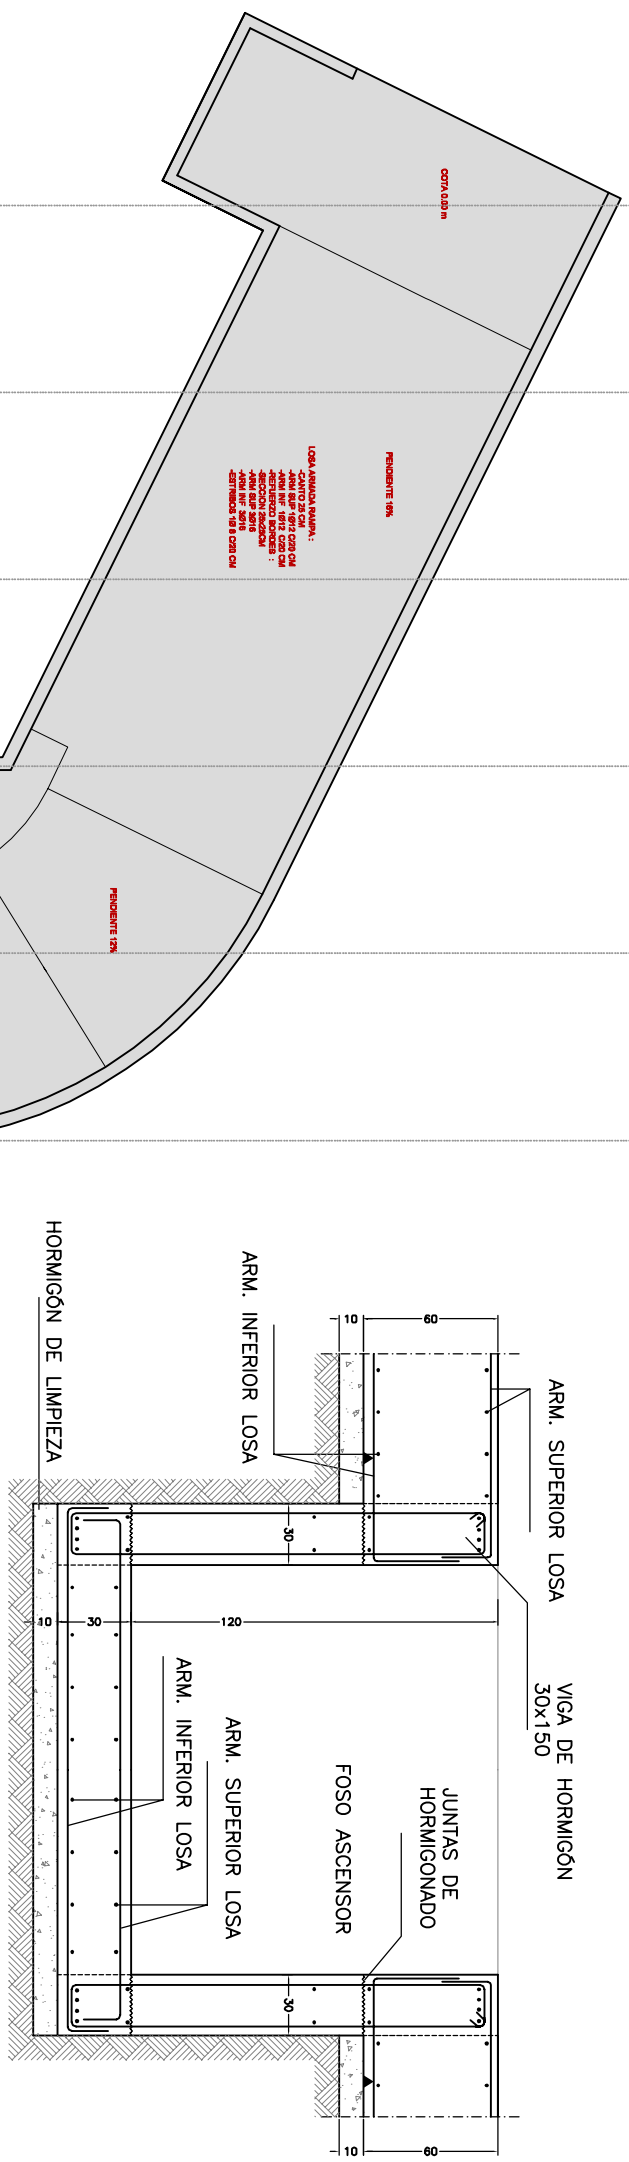 COTA 0.00 m
PENDIENTE 16%
LOSA ARMADA RAMPA :
-CANTO 25 CM
-ARM SUP 1Ø12 C/20 CM
-ARM INF 1Ø12 C/20 CM
-REFUERZO BORDES :
-SECCION 25x25CM
-ARM SUP 3Ø16
-ARM INF 3Ø16
-ESTRIBOS 1Ø 8 C/20 CM
PENDIENTE 12%
ARM. SUPERIOR LOSA
VIGA DE HORMIGÓN
30x150
60
10
ARM. INFERIOR LOSA
HORMIGÓN DE LIMPIEZA
30
120
30
10
JUNTAS DE
HORMIGONADO
FOSO ASCENSOR
ARM. SUPERIOR LOSA
ARM. INFERIOR LOSA
30
60
10